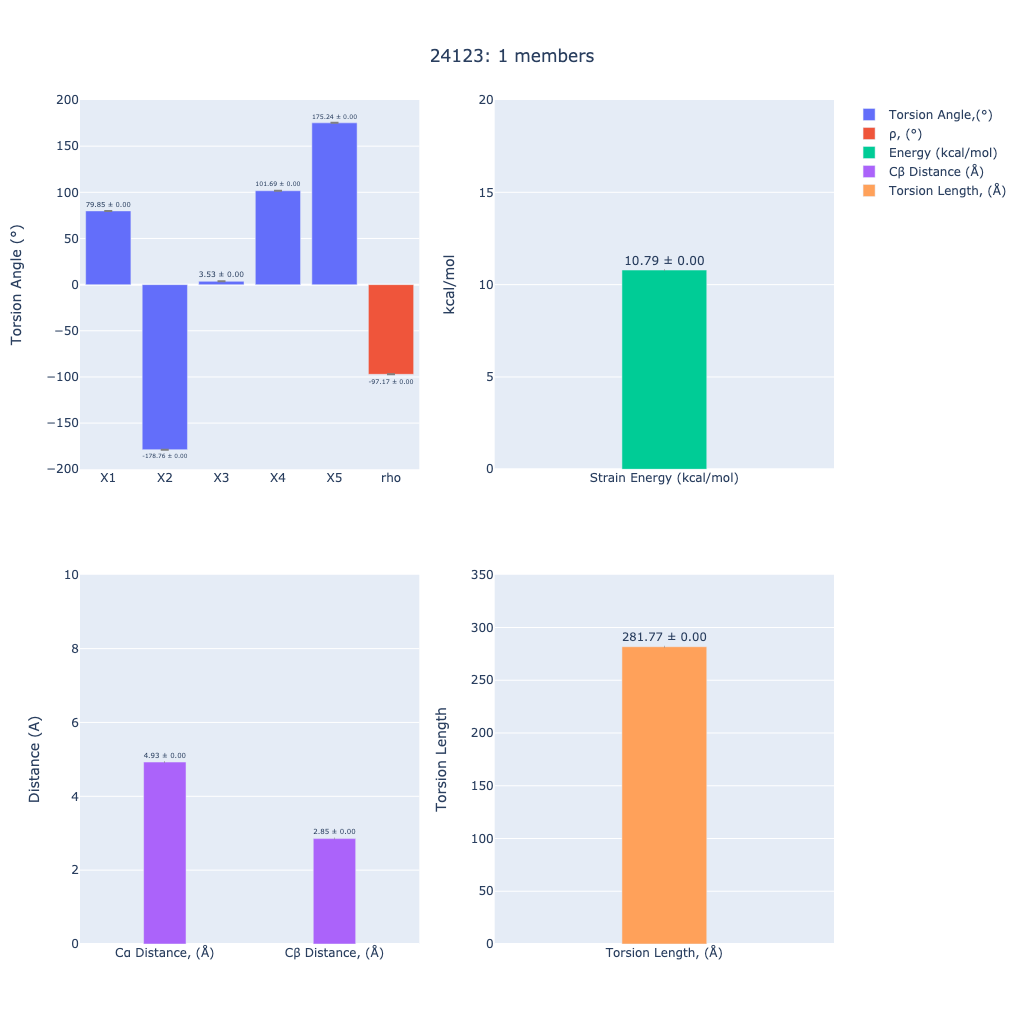 24123: 1 members
Torsion Angle (°)
200
150
100
50
0
−50
−100
−150
−200
79.85 ± 0.00
-178.76 ± 0.00
3.53 ± 0.00
101.69 ± 0.00
175.24 ± 0.00
-97.17 ± 0.00
X1 X2 X3 X4 X5 rho
kcal/mol
20
15
10
5
0
10.79 ± 0.00
Strain Energy (kcal/mol)
Torsion Angle,(°)
ρ, (°)
Energy (kcal/mol)
Cβ Distance (Å)
Torsion Length, (Å)
Distance (A)
10
8
6
4
2
0
4.93 ± 0.00
2.85 ± 0.00
Cα Distance, (Å) Cβ Distance, (Å)
Torsion Length
350
300
250
200
150
100
50
0
281.77 ± 0.00
Torsion Length, (Å)